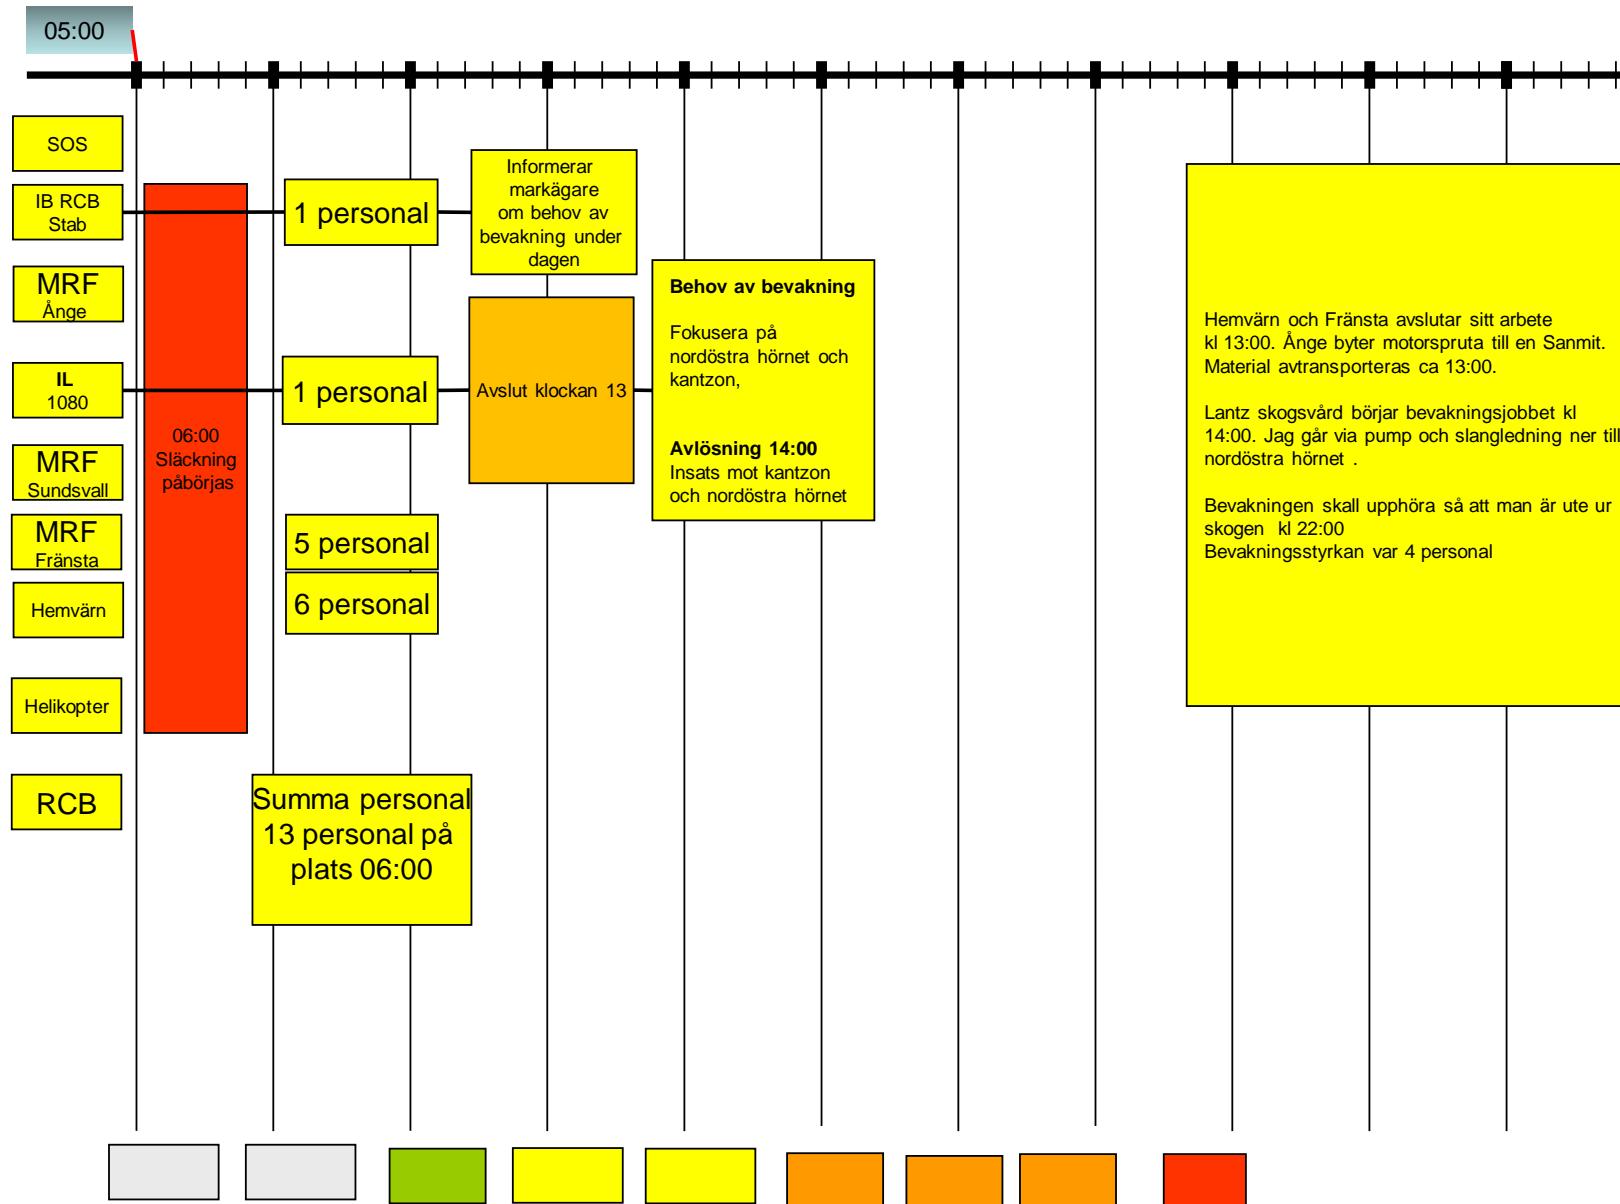 05:00
SOS
IB RCB
Stab
MRF
Ånge
IL
1080
MRF
Sundsvall
MRF
Fränsta
Hemvärn
Helikopter
RCB
06:00
Släckning
påbörjas
1 personal
1 personal
5 personal
6 personal
Summa personal
13 personal på
plats 06:00
Informerar
markägare
om behov av
bevakning under
dagen
Avslut klockan 13
Behov av bevakning
Fokusera på
nordöstra hörnet och
kantzon,
Avlösning 14:00
Insats mot kantzon
och nordöstra hörnet
Hemvärn och Fränsta avslutar sitt arbete
kl 13:00. Ånge byter motorspruta till en Sanmit.
Material avtransporteras ca 13:00.
Lantz skogsvård börjar bevakningsjobbet kl
14:00. Jag går via pump och slangledning ner till
nordöstra hörnet .
Bevakningen skall upphöra så att man är ute ur
skogen kl 22:00
Bevakningsstyrkan var 4 personal